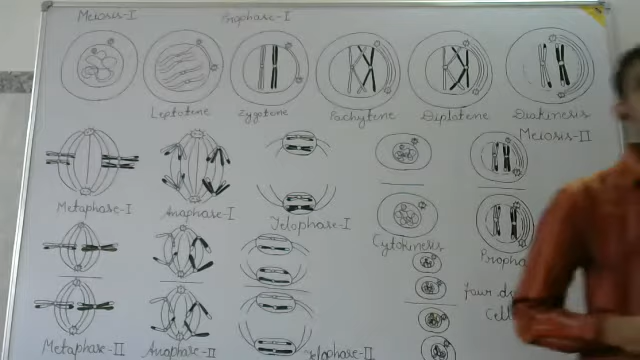 Meiosis-I
Prophase-I
Leptotene
Zygotene
Pachytene
Diplotene
Diakinesis
Meiosis-II
Metaphase-I
Anaphase-I
Telophase-I
Cytokinesis
Propha
Four
Cell
Metaphase-II
Anaphase-II
Telophase-II